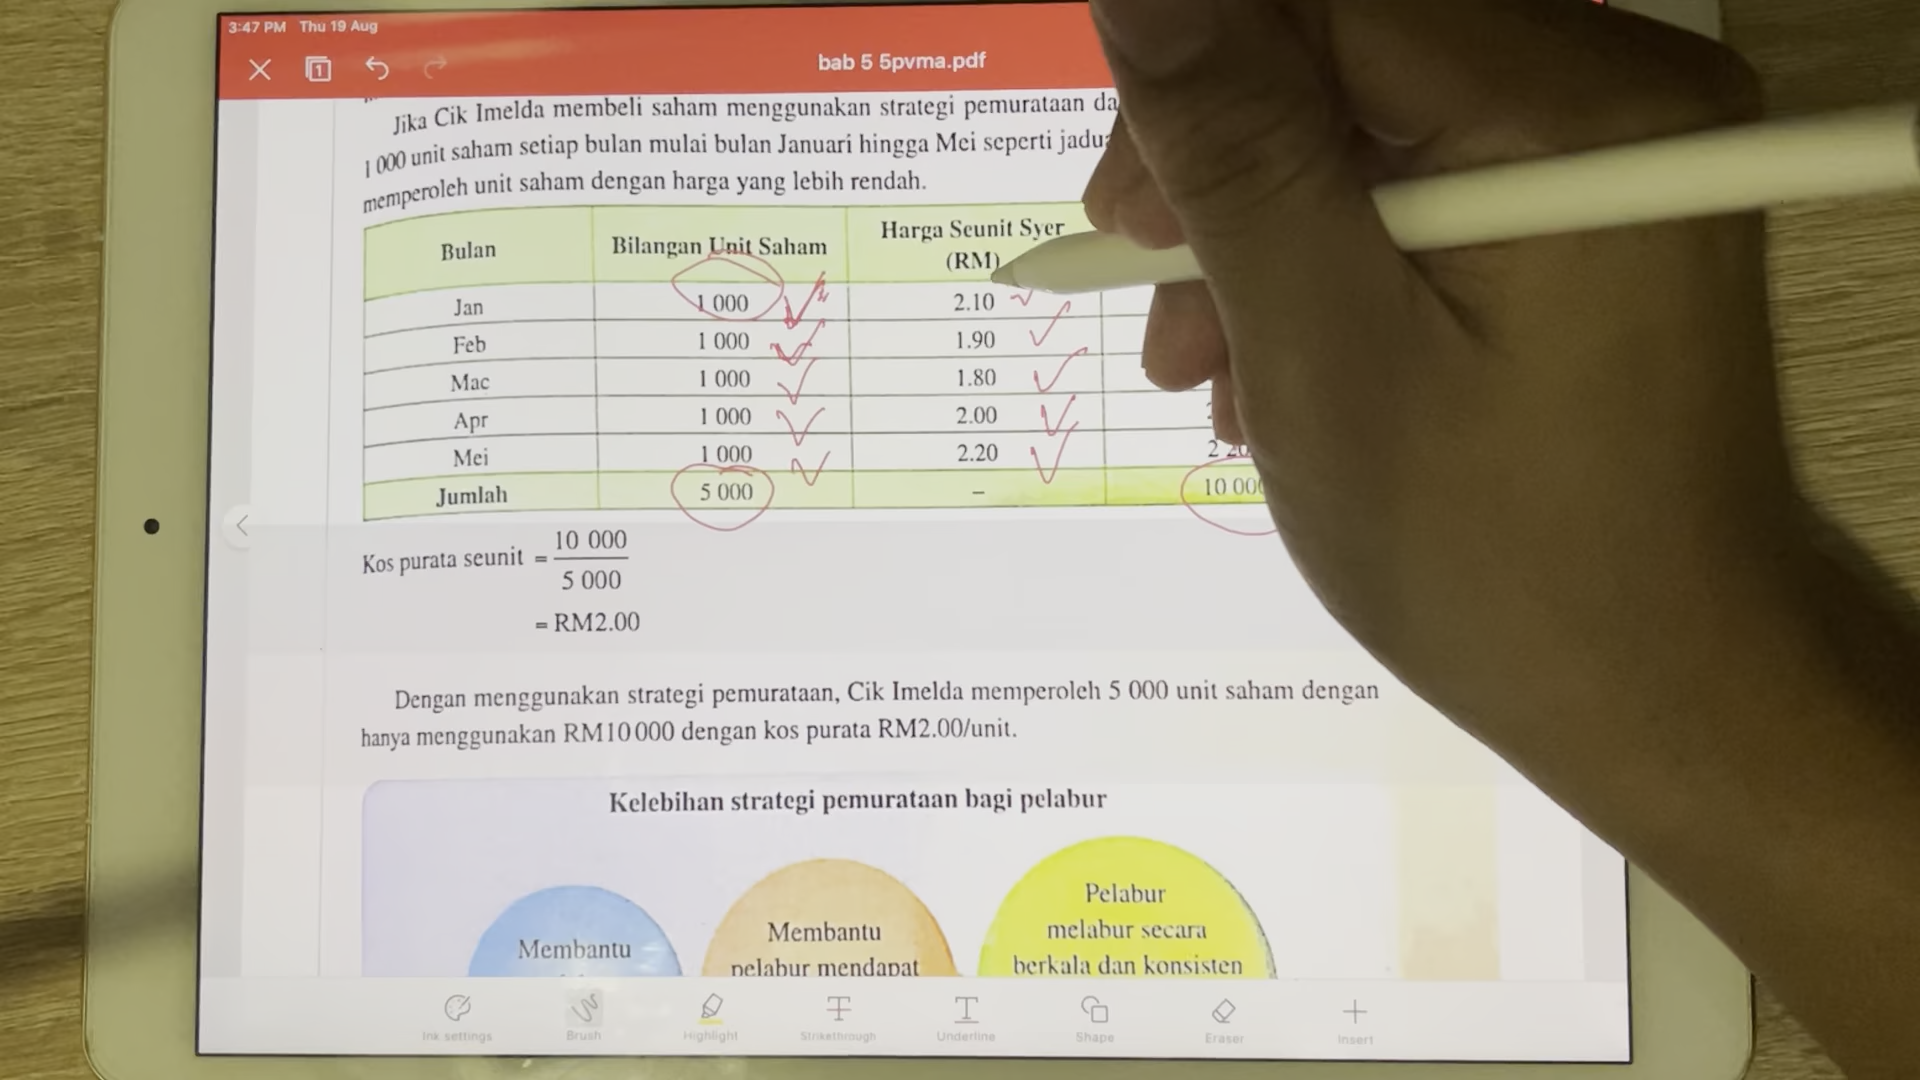 3:47 PM Thu 19 Aug
bab 5 5pvma.pdf
Jika Cik Imelda membeli saham menggunakan strategi pemurataan
1 000 unit saham setiap bulan mulai bulan Januari hingga Mei seperti
memperoleh unit saham dengan harga yang lebih rendah.
Bulan Bilangan Unit Saham Harga Seunit Syer (RM)
Jan 1 000 2.10
Feb 1 000 1.90
Mac 1 000 1.80
Apr 1 000 2.00
Mei 1 000 2.20
Jumlah 5 000 –
Kos purata seunit = 10 000
5 000
= RM2.00
Dengan menggunakan strategi pemurataan, Cik Imelda memperoleh 5 000 unit saham dengan
hanya menggunakan RM10 000 dengan kos purata RM2.00/unit.
Kelebihan strategi pemurataan bagi pelabur
Membantu
Membantu
pelabur mendapat
Pelabur
melabur secara
berkala dan konsisten
Ink settings Brush Highlight Strikethrough Underline Shape Eraser Insert